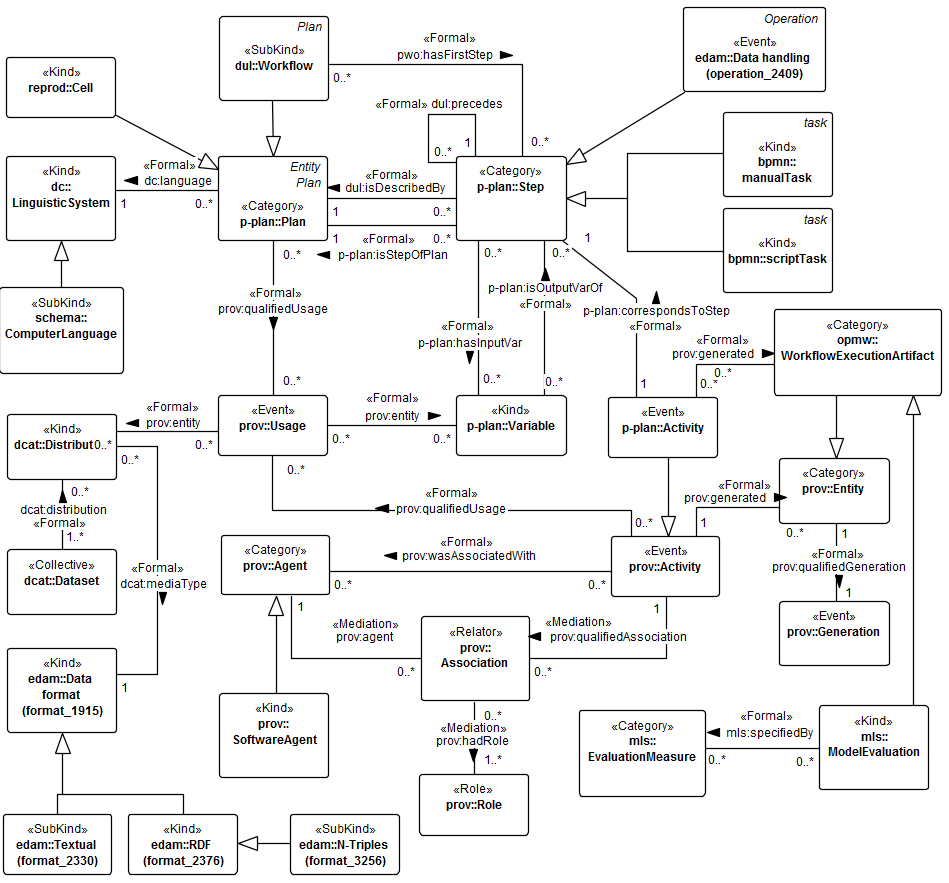 Plan
«SubKind»
dul::Workflow
«Formal»
pwo:hasFirstStep
0..*
0..*
Operation
«Event»
edam::Data handling
(operation_2409)
«Kind»
reprod::Cell
«Formal» dul:precedes
1
0..*
task
«Kind»
bpmn::
manualTask
«Kind»
dc::
LinguisticSystem
«Formal»
dc:language
1
0..*
Entity
Plan
«Category»
p-plan::Plan
«Formal»
dul:isDescribedBy
1
0..*
1
0..*
«Formal»
p-plan:isStepOfPlan
«Category»
p-plan::Step
task
«Kind»
bpmn::scriptTask
«SubKind»
schema::
ComputerLanguage
0..*
«Formal»
prov:qualifiedUsage
0..*
0..*
«Formal»
p-plan:hasInputVar
0..*
0..*
p-plan:isOutputVarOf
«Formal»
0..*
1
p-plan:correspondsToStep
«Formal»
1
«Category»
opmw::
WorkflowExecutionArtifact
«Formal»
prov:generated
0..*
0..*
«Kind»
dcat::Distribut
0..*
«Formal»
prov:entity
0..*
«Event»
prov::Usage
«Formal»
prov:entity
0..*
0..*
«Kind»
p-plan::Variable
«Event»
p-plan::Activity
0..*
0..*
0..*
dcat:distribution
«Formal»
1..*
«Category»
prov::Entity
«Formal»
prov:generated
1
0..*
«Formal»
prov:qualifiedUsage
0..*
«Collective»
dcat::Dataset
«Formal»
dcat:mediaType
1
«Category»
prov::Agent
«Formal»
prov:wasAssociatedWith
0..*
0..*
«Event»
prov::Activity
1
«Formal»
prov:qualifiedGeneration
1
«Event»
prov::Generation
1
«Mediation»
prov:agent
0..*
«Relator»
prov::
Association
«Mediation»
prov:qualifiedAssociation
1
0..*
«Kind»
edam::Data
format
(format_1915)
«Kind»
prov::
SoftwareAgent
0..*
«Mediation»
prov:hadRole
1..*
«Role»
prov::Role
«Category»
mls::
EvaluationMeasure
«Formal»
mls:specifiedBy
0..*
0..*
«Kind»
mls::
ModelEvaluation
«SubKind»
edam::Textual
(format_2330)
«Kind»
edam::RDF
(format_2376)
«SubKind»
edam::N-Triples
(format_3256)